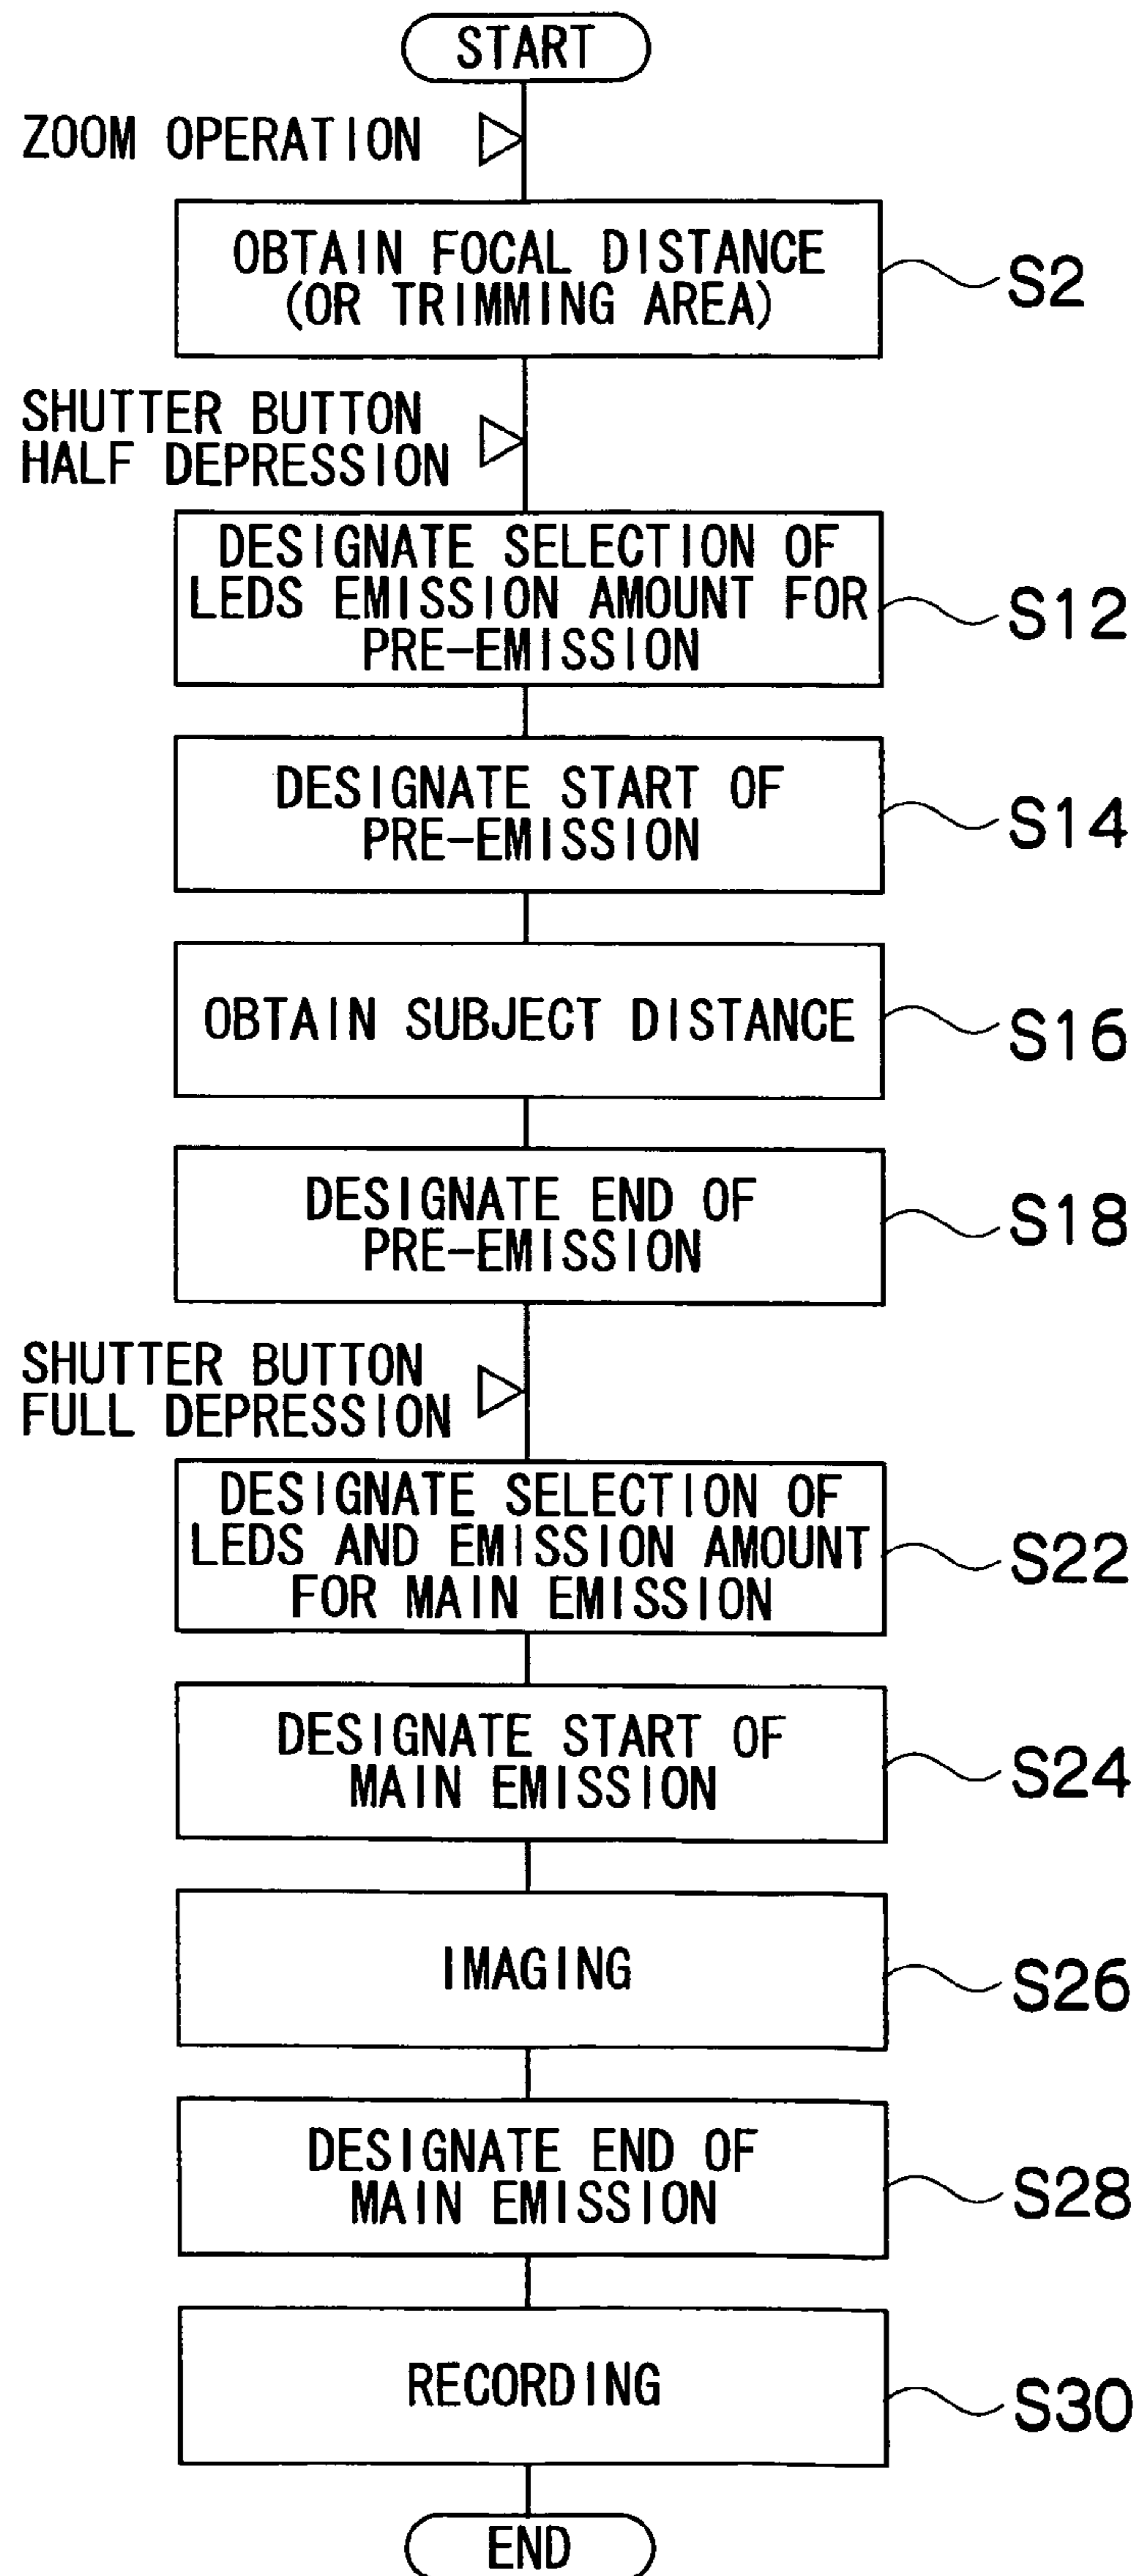 START
ZOOM OPERATION
OBTAIN FOCAL DISTANCE
(OR TRIMMING AREA)
S2
SHUTTER BUTTON
HALF DEPRESSION
DESIGNATE SELECTION OF
LEDS EMISSION AMOUNT FOR
PRE-EMISSION
S12
DESIGNATE START OF
PRE-EMISSION
S14
OBTAIN SUBJECT DISTANCE
S16
DESIGNATE END OF
PRE-EMISSION
S18
SHUTTER BUTTON
FULL DEPRESSION
DESIGNATE SELECTION OF
LEDS AND EMISSION AMOUNT
FOR MAIN EMISSION
S22
DESIGNATE START OF
MAIN EMISSION
S24
IMAGING
S26
DESIGNATE END OF
MAIN EMISSION
S28
RECORDING
S30
END